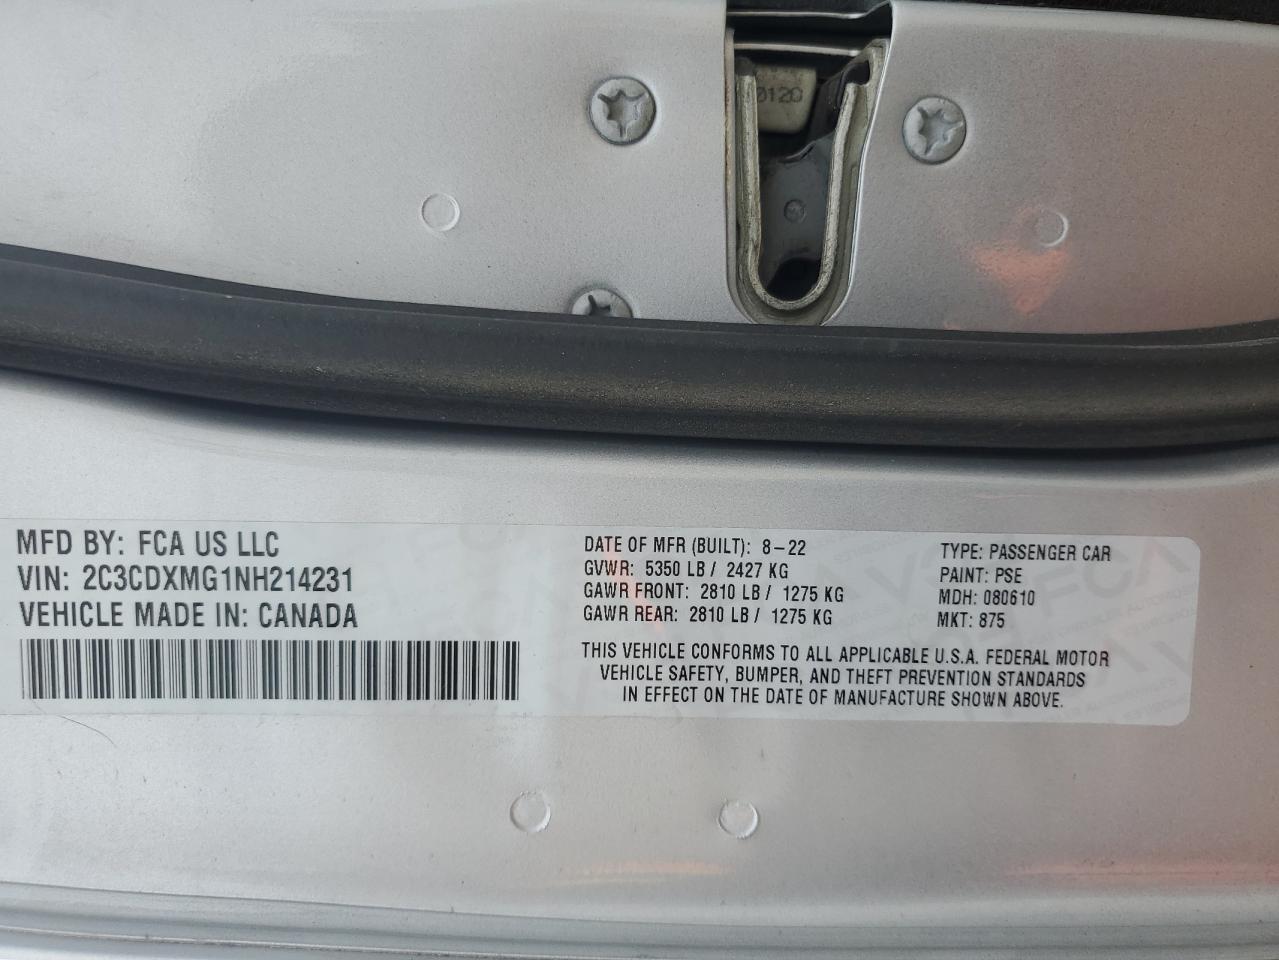 0120
MFD BY: FCA US LLC
VIN: 2C3CDXMG1NH214231
VEHICLE MADE IN: CANADA
DATE OF MFR (BUILT): 8-22
GVWR: 5350 LB / 2427 KG
GAWR FRONT: 2810 LB / 1275 KG
GAWR REAR: 2810 LB / 1275 KG
TYPE: PASSENGER CAR
PAINT: PSE
MDH: 080610
MKT: 875
THIS VEHICLE CONFORMS TO ALL APPLICABLE U.S.A. FEDERAL MOTOR
VEHICLE SAFETY, BUMPER, AND THEFT PREVENTION STANDARDS
IN EFFECT ON THE DATE OF MANUFACTURE SHOWN ABOVE.